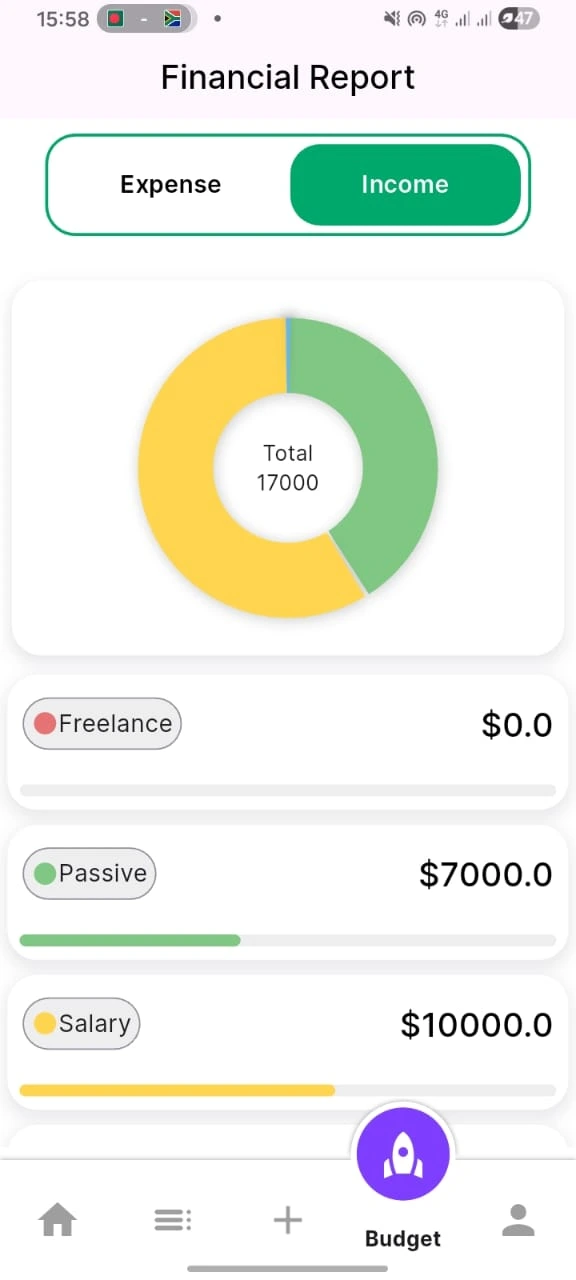 15:58 - 4G 47
Financial Report
Expense Income
Total
17000
Freelance $0.0
Passive $7000.0
Salary $10000.0
Budget